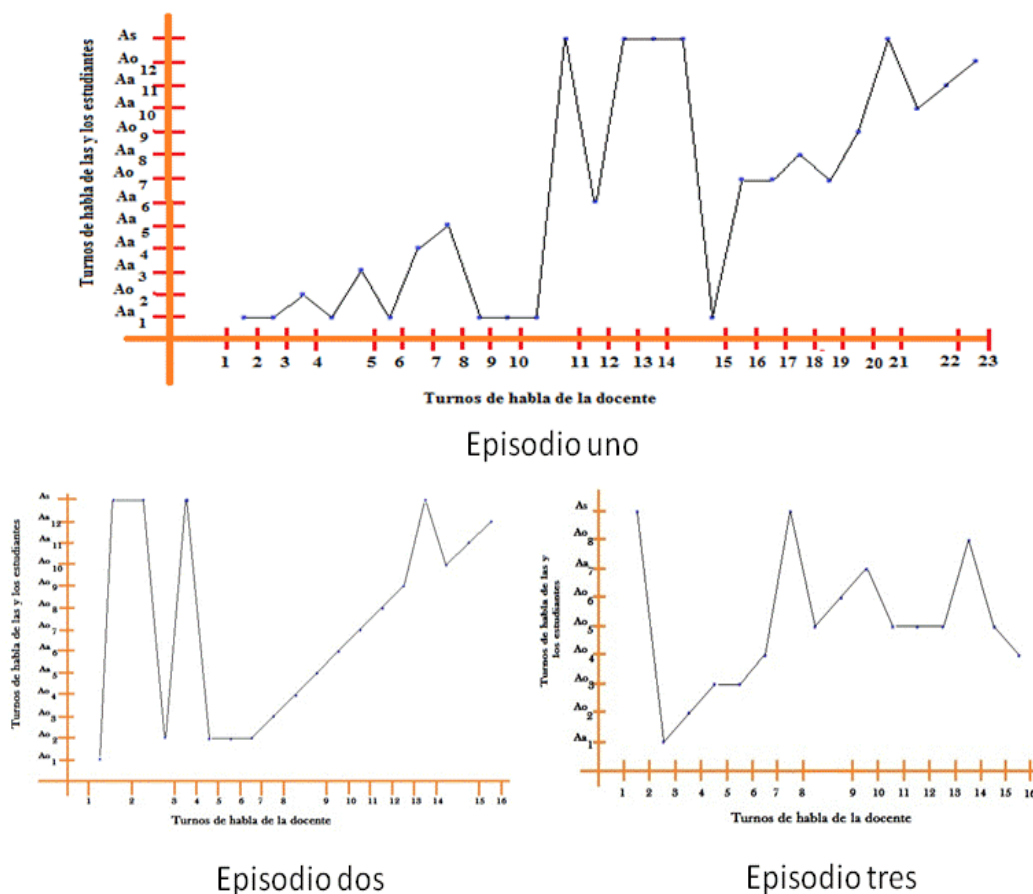 Turnos de habla de las y los estudiantes
As
Ao 12
Aa 11
Aa 10
Ao 9
Aa 8
Ao 7
Aa 6
Aa 5
Aa 4
Aa 3
Ao 2
Aa 1
1 2 3 4 5 6 7 8 9 10 11 12 13 14 15 16 17 18 19 20 21 22 23
Turnos de habla de la docente
Episodio uno
Turnos de habla de las y los estudiantes
As
Aa 12
Aa 11
Ao 10
Ao 9
Ao 8
Aa 7
Aa 6
Aa 5
Ao 4
Ao 3
Ao 2
Ao 1
1 2 3 4 5 6 7 8 9 10 11 12 13 14 15 16
Turnos de habla de la docente
Episodio dos
Turnos de habla de las y
los estudiantes
As
Ao 8
Aa 7
Ao 6
Ao 5
Ao 4
Ao 3
Ao 2
Aa 1
1 2 3 4 5 6 7 8 9 10 11 12 13 14 15 16
Turnos de habla de la docente
Episodio tres